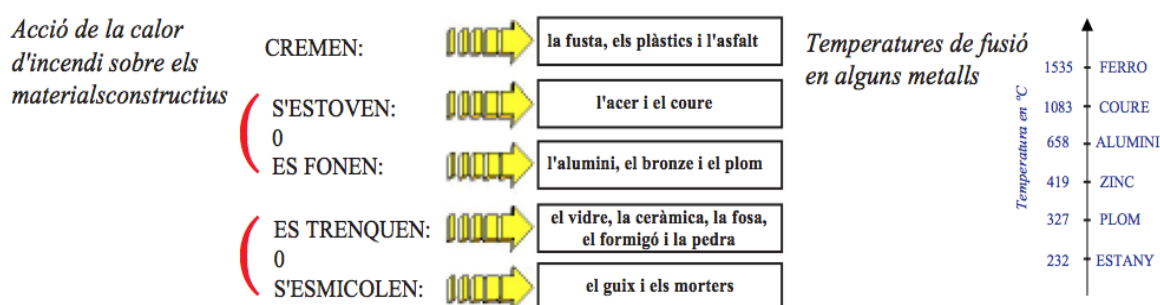 Acció de la calor
d'incendi sobre els
materialsconstructius
CREMEN:
la fusta, els plàstics i l'asfalt
S'ESTOVEN:
l'acer i el coure
0
ES FONEN:
l'alumini, el bronze i el plom
ES TRENQUEN:
el vidre, la ceràmica, la fosa,
el formigó i la pedra
0
S'ESMICOLEN:
el guix i els morters
Temperatures de fusió
en alguns metalls
Temperatura en ºC
1535 FERRO
1083 COURE
658 ALUMINI
419 ZINC
327 PLOM
232 ESTANY